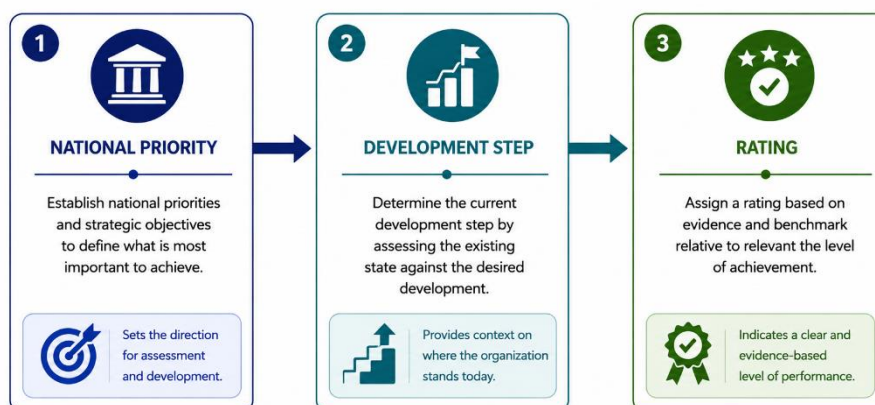 1
NATIONAL PRIORITY
Establish national priorities
and strategic objectives
to define what is most
important to achieve.
Sets the direction
for assessment
and development.
2
DEVELOPMENT STEP
Determine the current
development step by
assessing the existing
state against the desired
development.
Provides context on
where the organization
stands today.
3
RATING
Assign a rating based on
evidence and benchmark
relative to relevant the level
of achievement.
Indicates a clear and
evidence-based
level of performance.